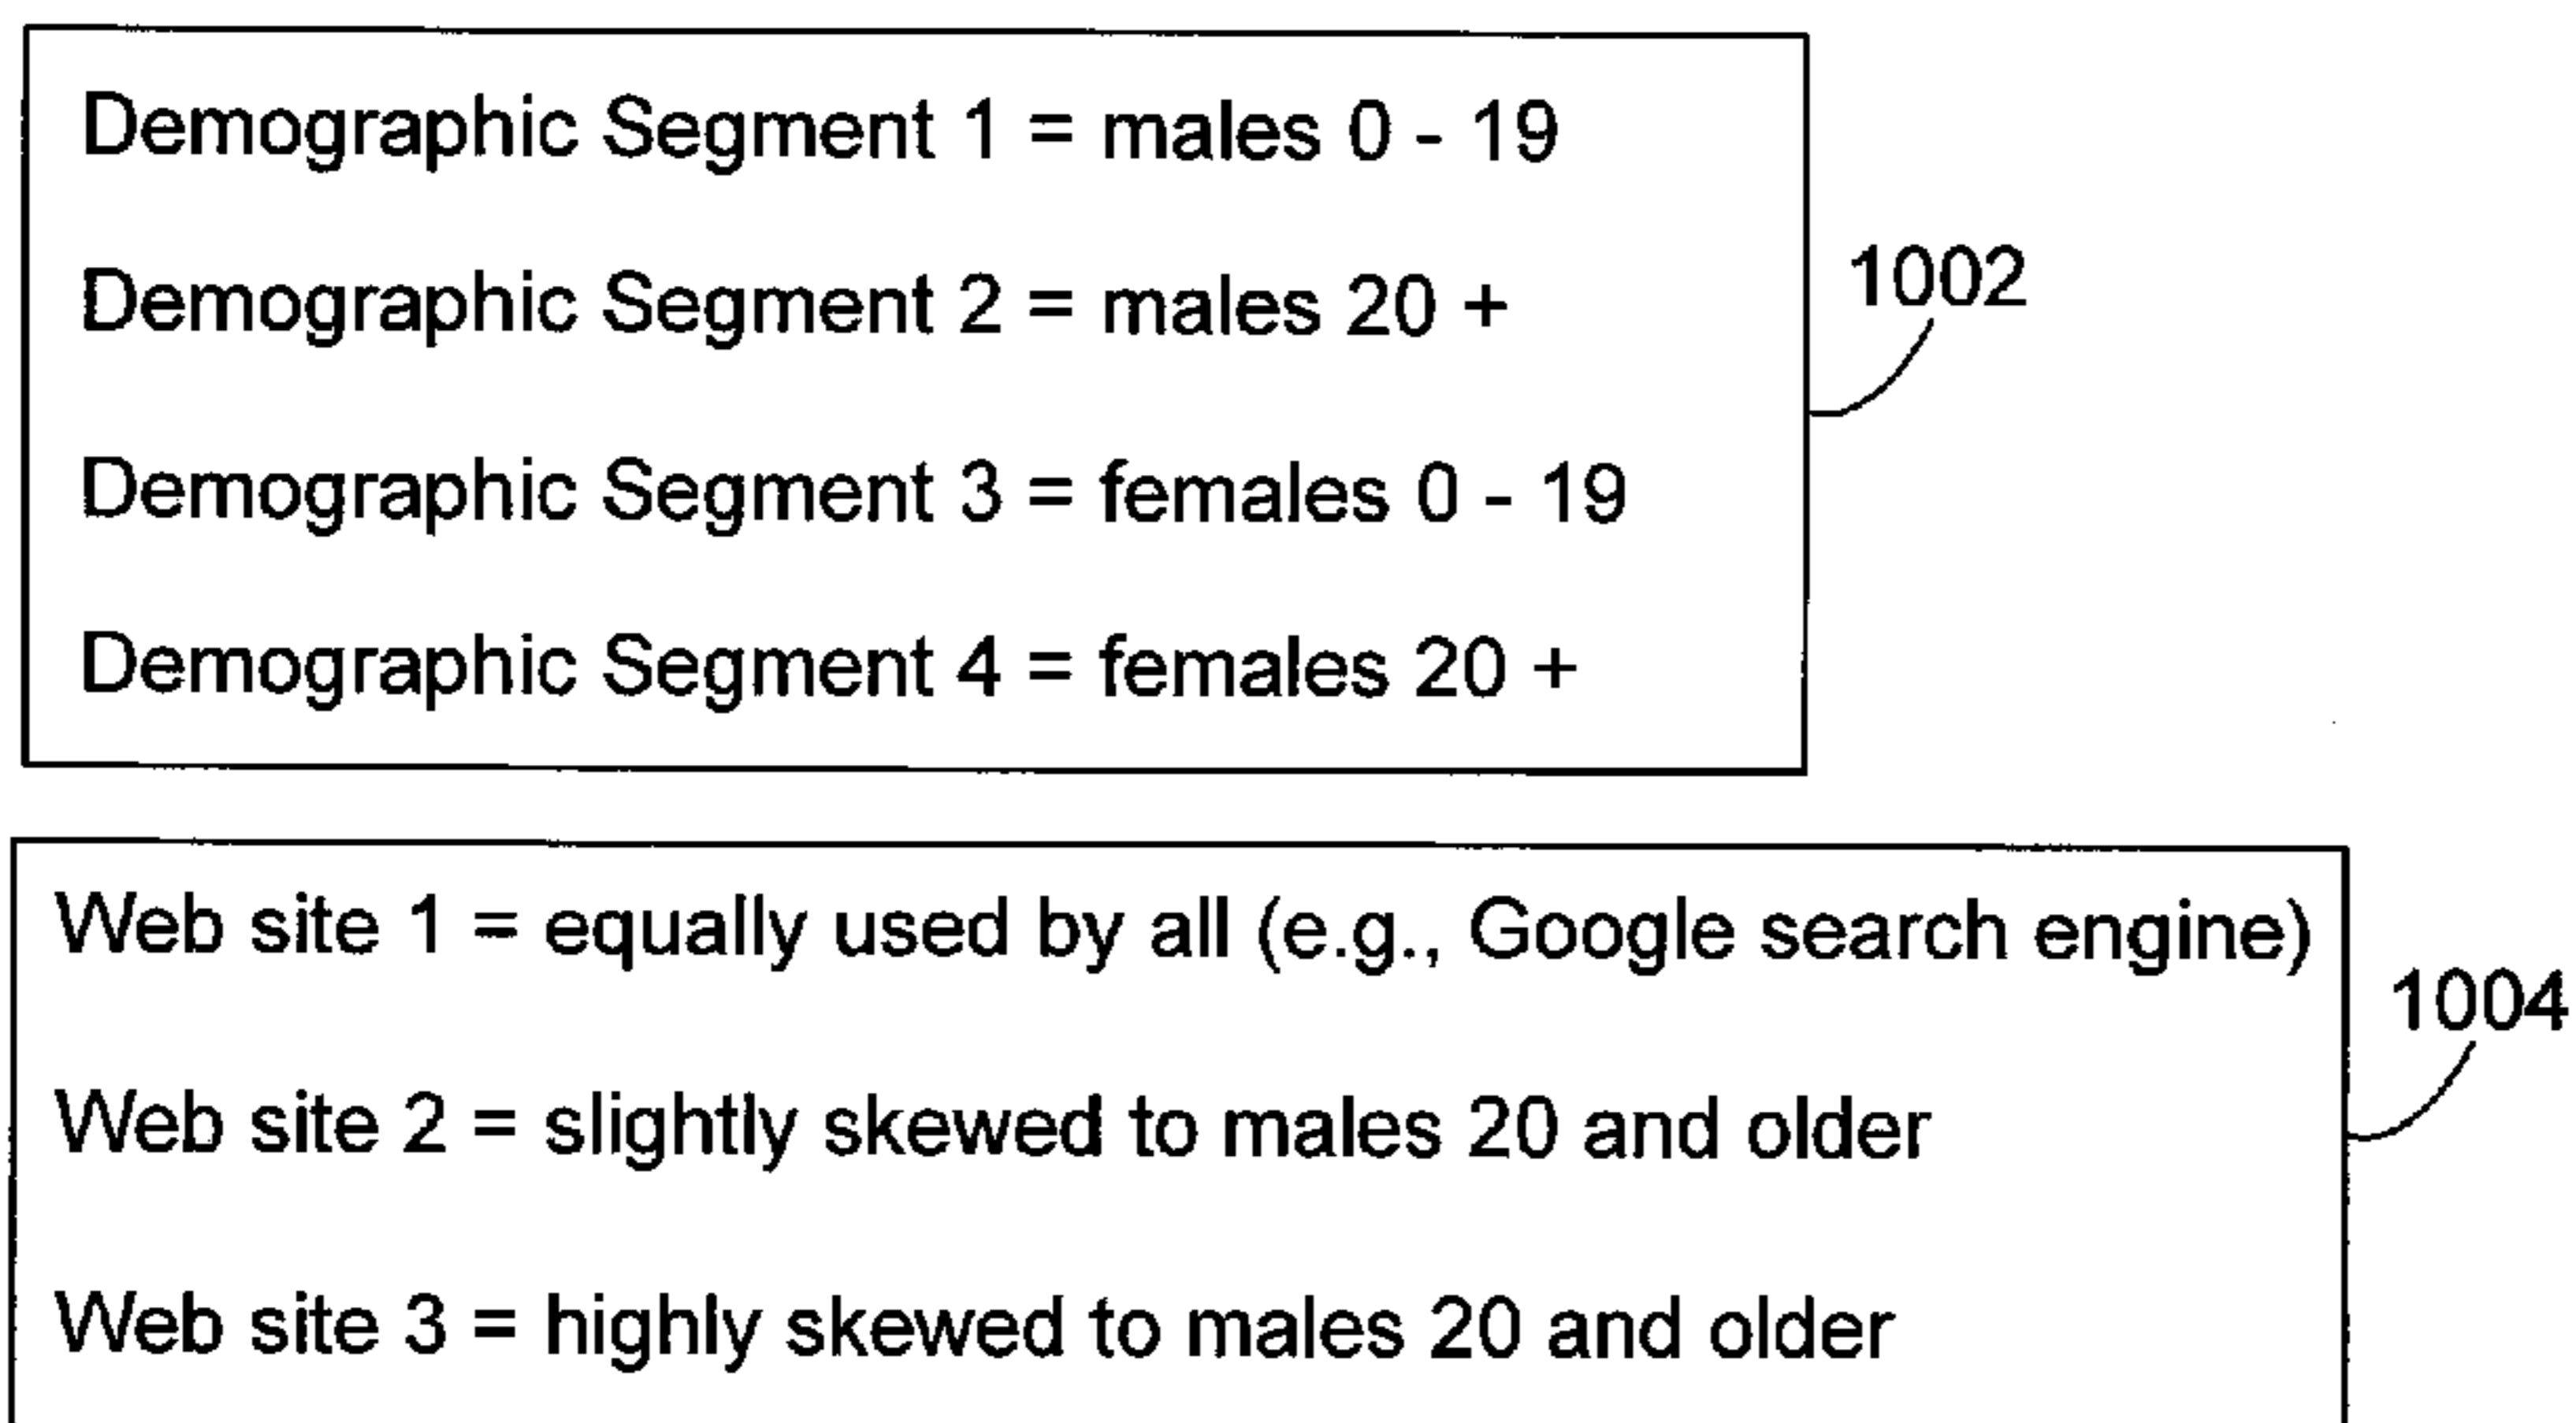 Demographic Segment 1 = males 0 - 19
Demographic Segment 2 = males 20 +
1002
Demographic Segment 3 = females 0 - 19
Demographic Segment 4 = females 20 +
Web site 1 = equally used by all (e.g., Google search engine)
1004
Web site 2 = slightly skewed to males 20 and older
Web site 3 = highly skewed to males 20 and older